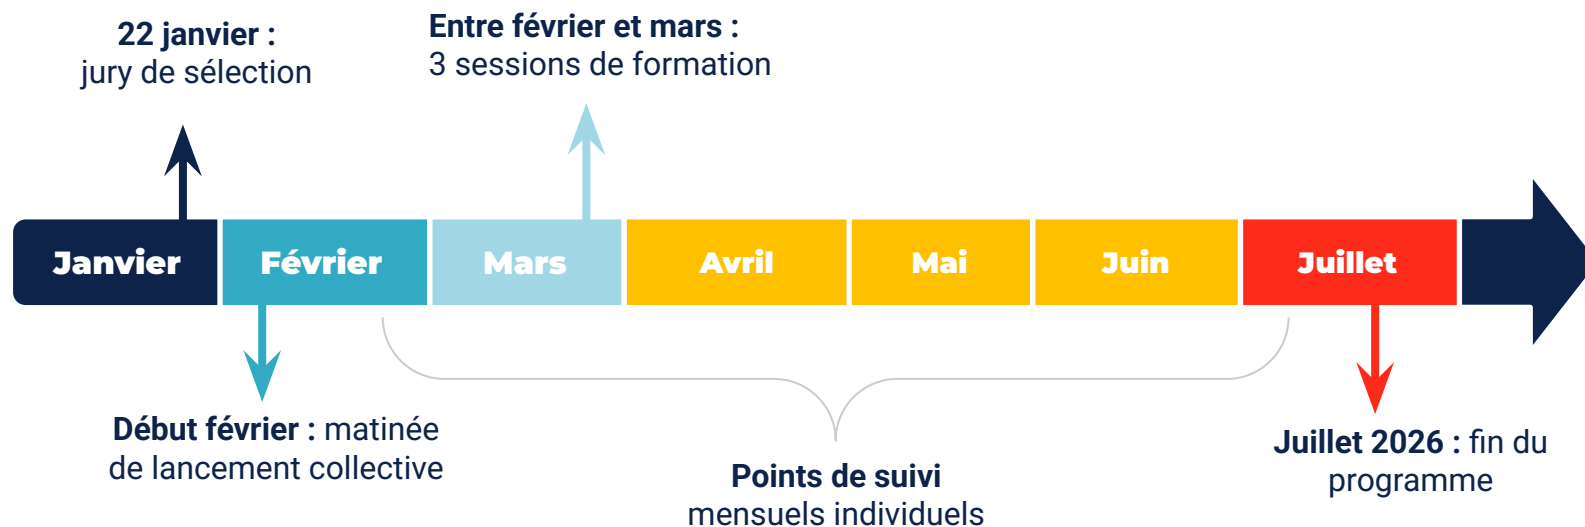 22 janvier :
jury de sélection
Entre février et mars :
3 sessions de formation
Janvier
Février
Mars
Avril
Mai
Juin
Juillet
Début février : matinée
de lancement collective
Points de suivi
mensuels individuels
Juillet 2026 : fin du
programme